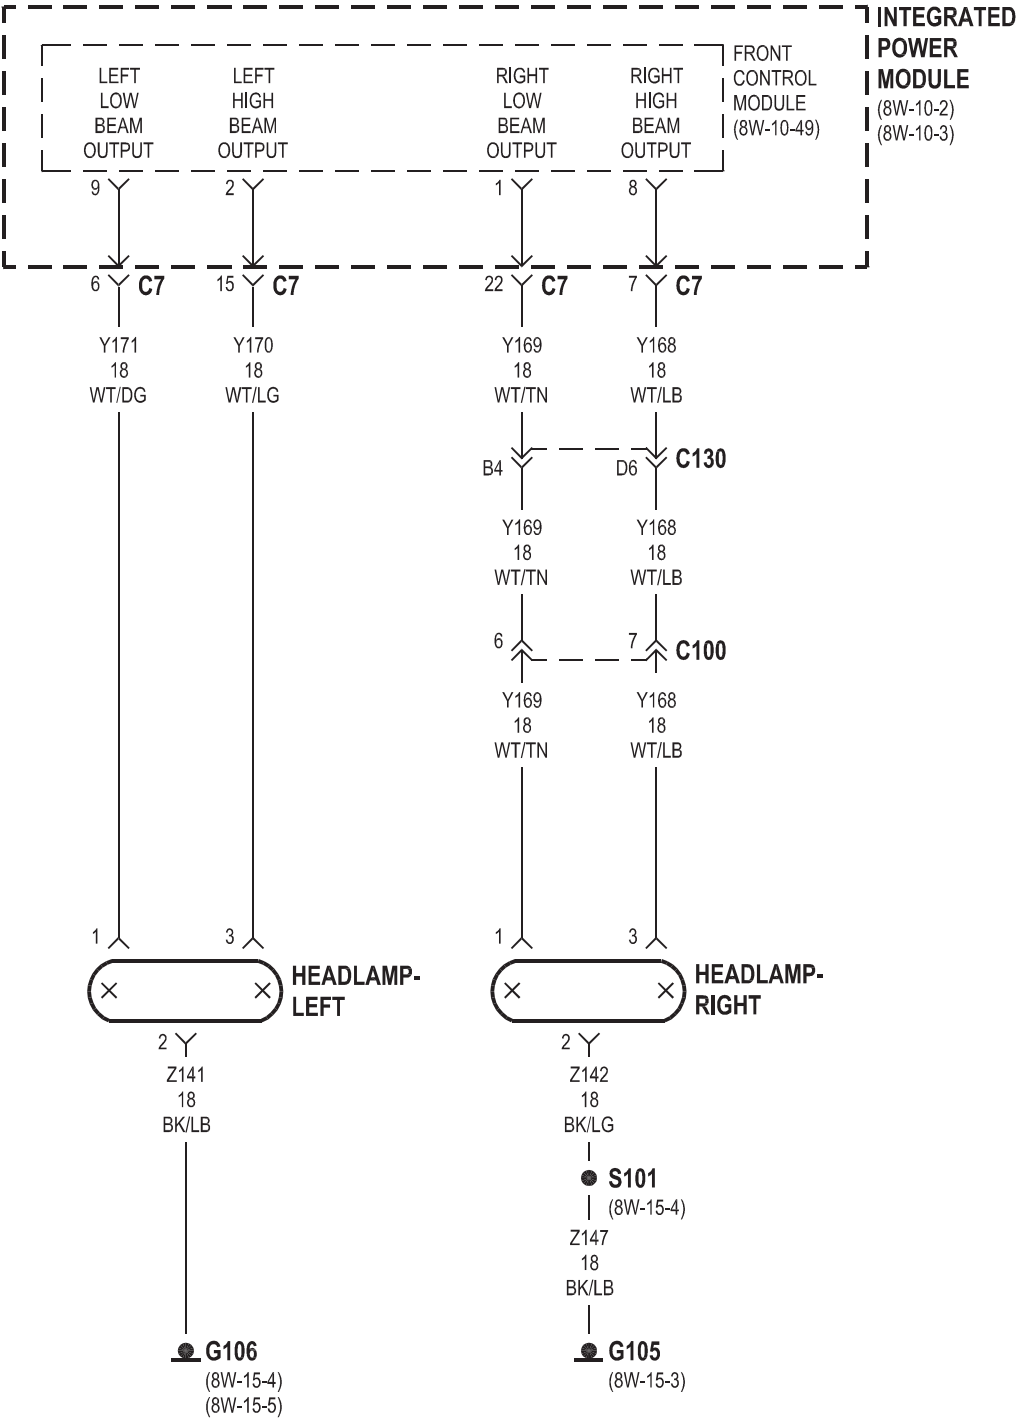 INTEGRATED
POWER
MODULE
(8W-10-2)
(8W-10-3)
FRONT
CONTROL
MODULE
(8W-10-49)
LEFT
LOW
BEAM
OUTPUT
LEFT
HIGH
BEAM
OUTPUT
RIGHT
LOW
BEAM
OUTPUT
RIGHT
HIGH
BEAM
OUTPUT
9 2 1 8
6 C7 15 C7 22 C7 7 C7
Y171
18
WT/DG
Y170
18
WT/LG
Y169
18
WT/TN
Y168
18
WT/LB
B4 D6 C130
Y169
18
WT/TN
Y168
18
WT/LB
6 7 C100
Y169
18
WT/TN
Y168
18
WT/LB
1 3 1 3
HEADLAMP-
LEFT
HEADLAMP-
RIGHT
2 2
Z141
18
BK/LB
Z142
18
BK/LG
S101
(8W-15-4)
Z147
18
BK/LB
G106
(8W-15-4)
(8W-15-5)
G105
(8W-15-3)